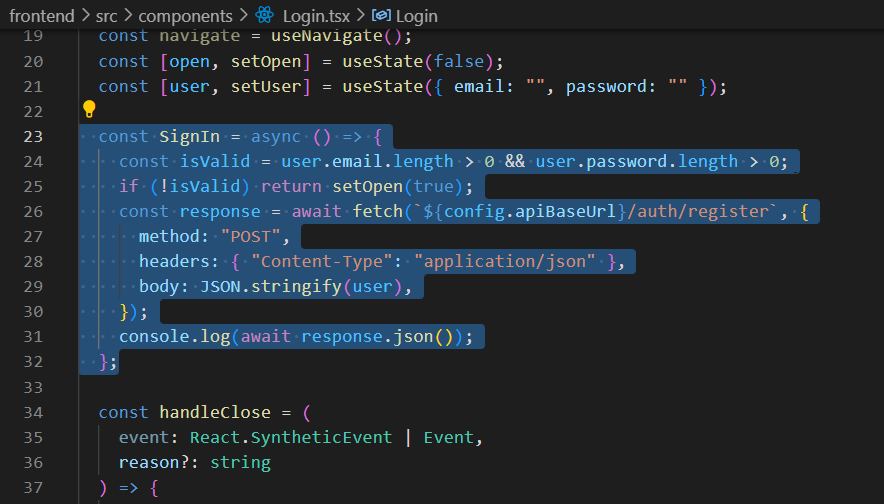 frontend > src > components > Login.tsx > Login
19 const navigate = useNavigate();
20 const [open, setOpen] = useState(false);
21 const [user, setUser] = useState({ email: "", password: "" });
22
23 const SignIn = async () => {
24 const isValid = user.email.length > 0 && user.password.length > 0;
25 if (!isValid) return setOpen(true);
26 const response = await fetch(`${config.apiBaseUrl}/auth/register`, {
27 method: "POST",
28 headers: { "Content-Type": "application/json" },
29 body: JSON.stringify(user),
30 });
31 console.log(await response.json());
32 };
33
34 const handleClose = (
35 event: React.SyntheticEvent | Event,
36 reason?: string
37 ) => {